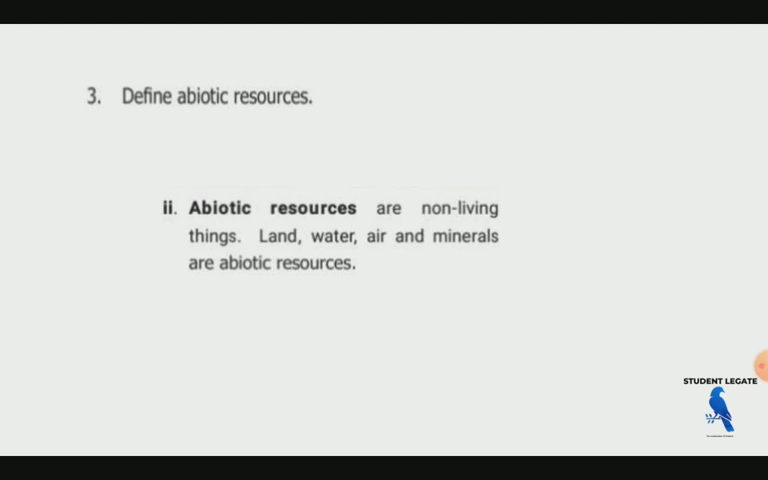 3. Define abiotic resources.
ii. Abiotic resources are non-living
things. Land, water, air and minerals
are abiotic resources.
STUDENT LEGATE